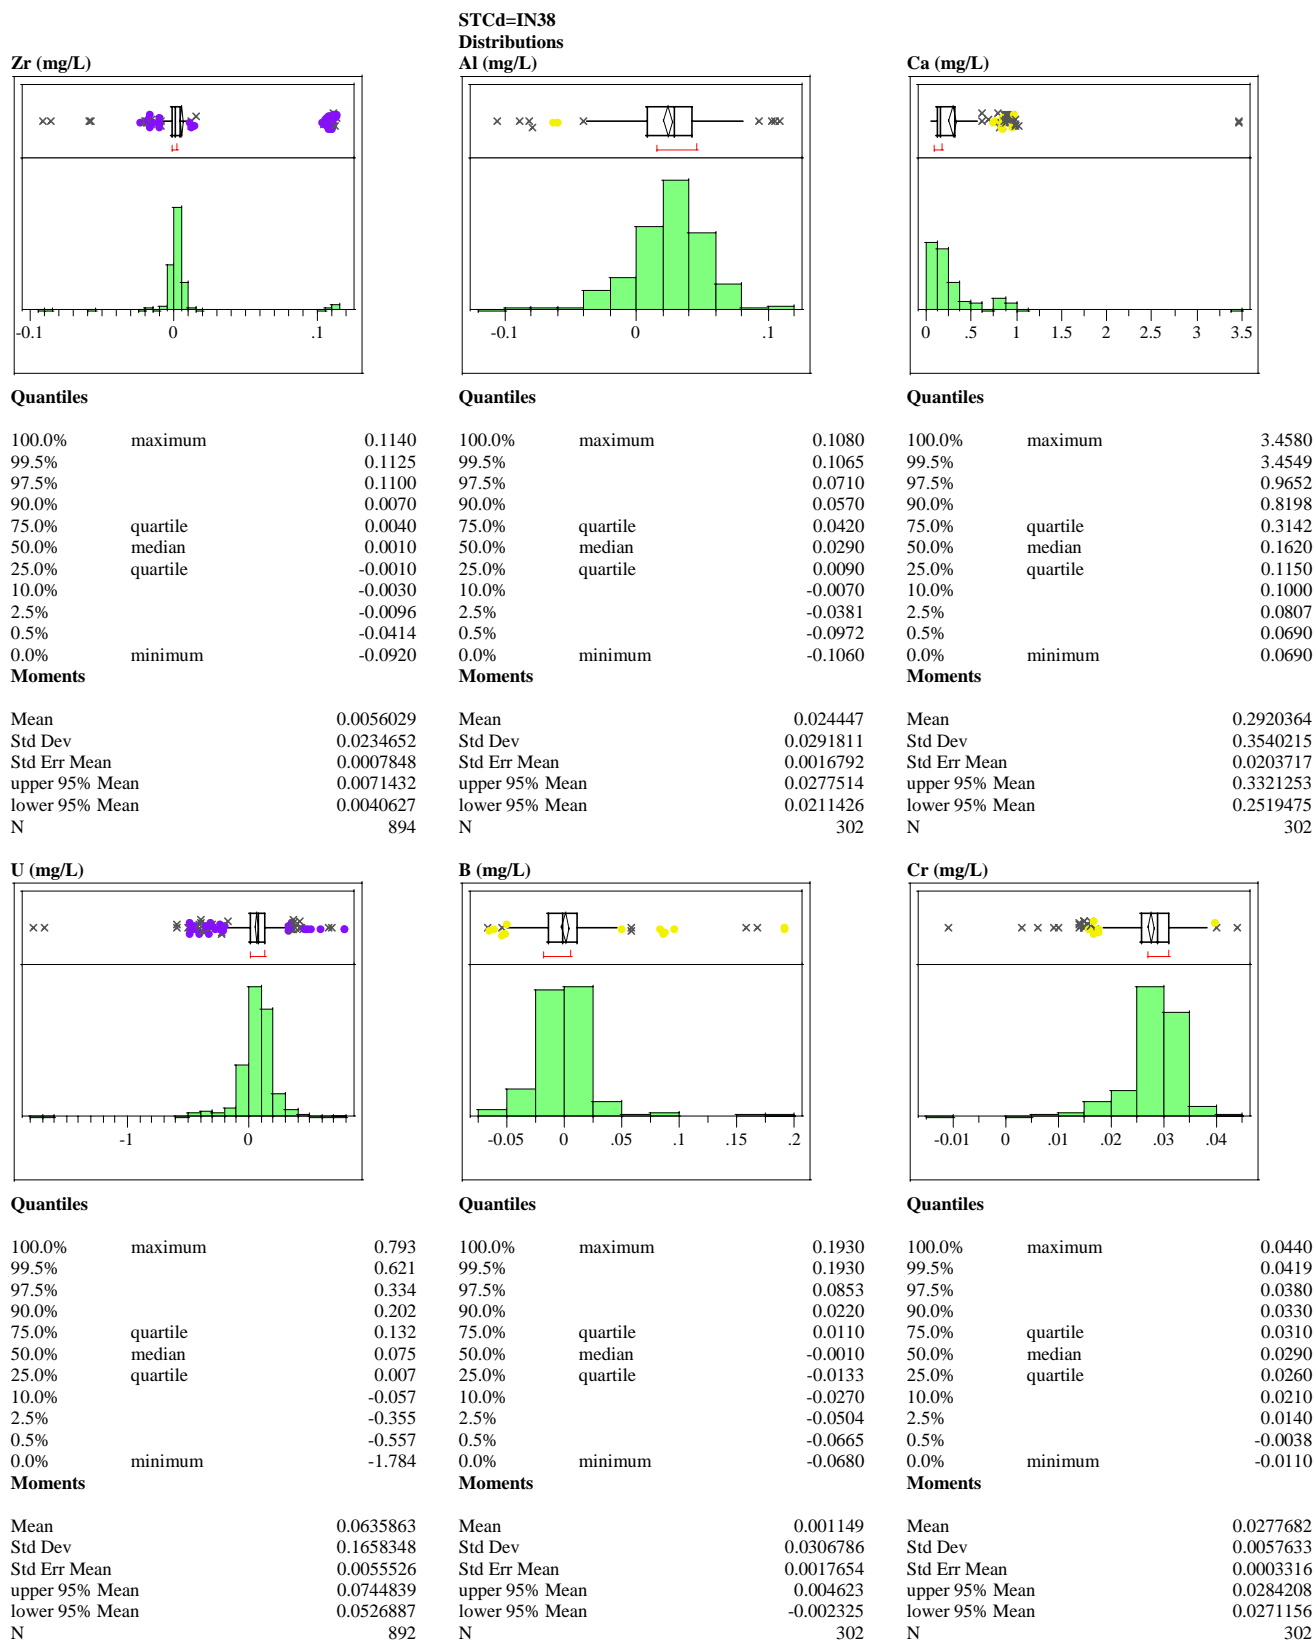 STCd=IN38
Distributions
Zr (mg/L) Al (mg/L) Ca (mg/L)
-0.1 0 .1 -0.1 0 .1 0 .5 1 1.5 2 2.5 3 3.5
Quantiles Quantiles Quantiles
100.0% maximum 0.1140 100.0% maximum 0.1080 100.0% maximum 3.4580
99.5% 0.1125 99.5% 0.1065 99.5% 3.4549
97.5% 0.1100 97.5% 0.0710 97.5% 0.9652
90.0% 0.0070 90.0% 0.0570 90.0% 0.8198
75.0% quartile 0.0040 75.0% quartile 0.0420 75.0% quartile 0.3142
50.0% median 0.0010 50.0% median 0.0290 50.0% median 0.1620
25.0% quartile -0.0010 25.0% quartile 0.0090 25.0% quartile 0.1150
10.0% -0.0030 10.0% -0.0070 10.0% 0.1000
2.5% -0.0096 2.5% -0.0381 2.5% 0.0807
0.5% -0.0414 0.5% -0.0972 0.5% 0.0690
0.0% minimum -0.0920 0.0% minimum -0.1060 0.0% minimum 0.0690
Moments Moments Moments
Mean 0.0056029 Mean 0.024447 Mean 0.2920364
Std Dev 0.0234652 Std Dev 0.0291811 Std Dev 0.3540215
Std Err Mean 0.0007848 Std Err Mean 0.0016792 Std Err Mean 0.0203717
upper 95% Mean 0.0071432 upper 95% Mean 0.0277514 upper 95% Mean 0.3321253
lower 95% Mean 0.0040627 lower 95% Mean 0.0211426 lower 95% Mean 0.2519475
N 894 N 302 N 302
U (mg/L) B (mg/L) Cr (mg/L)
-1 0 -0.05 0 .05 .1 .15 .2 -0.01 0 .01 .02 .03 .04
Quantiles Quantiles Quantiles
100.0% maximum 0.793 100.0% maximum 0.1930 100.0% maximum 0.0440
99.5% 0.621 99.5% 0.1930 99.5% 0.0419
97.5% 0.334 97.5% 0.0853 97.5% 0.0380
90.0% 0.202 90.0% 0.0220 90.0% 0.0330
75.0% quartile 0.132 75.0% quartile 0.0110 75.0% quartile 0.0310
50.0% median 0.075 50.0% median -0.0010 50.0% median 0.0290
25.0% quartile 0.007 25.0% quartile -0.0133 25.0% quartile 0.0260
10.0% -0.057 10.0% -0.0270 10.0% 0.0210
2.5% -0.355 2.5% -0.0504 2.5% 0.0140
0.5% -0.557 0.5% -0.0665 0.5% -0.0038
0.0% minimum -1.784 0.0% minimum -0.0680 0.0% minimum -0.0110
Moments Moments Moments
Mean 0.0635863 Mean 0.001149 Mean 0.0277682
Std Dev 0.1658348 Std Dev 0.0306786 Std Dev 0.0057633
Std Err Mean 0.0055526 Std Err Mean 0.0017654 Std Err Mean 0.0003316
upper 95% Mean 0.0744839 upper 95% Mean 0.004623 upper 95% Mean 0.0284208
lower 95% Mean 0.0526887 lower 95% Mean -0.002325 lower 95% Mean 0.0271156
N 892 N 302 N 302